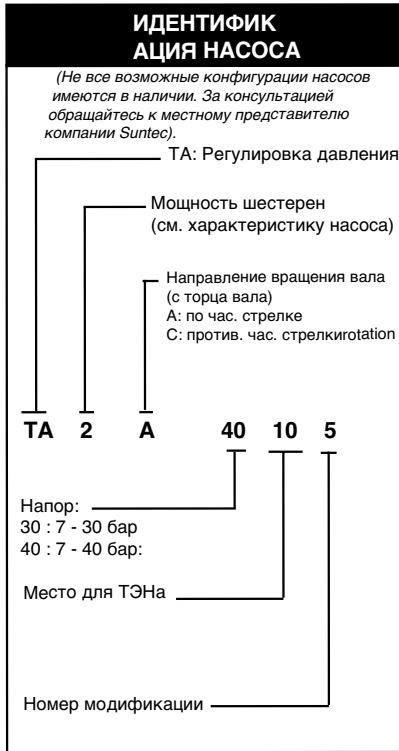 ИДЕНТИФИК
АЦИЯ НАСОСА
(Не все возможные конфигурации насосов
имеются в наличии. За консультацией
обращайтесь к местному представителю
компании Suntec).
TA: Регулировка давления
Мощность шестерен
(см. характеристику насоса)
Направление вращения вала
(с торца вала)
A: по час. стрелке
C: против. час. стрелкиrotation
TA 2 A 40 10 5
Напор:
30 : 7 - 30 бар
40 : 7 - 40 бар:
Место для ТЭНа
Номер модификации